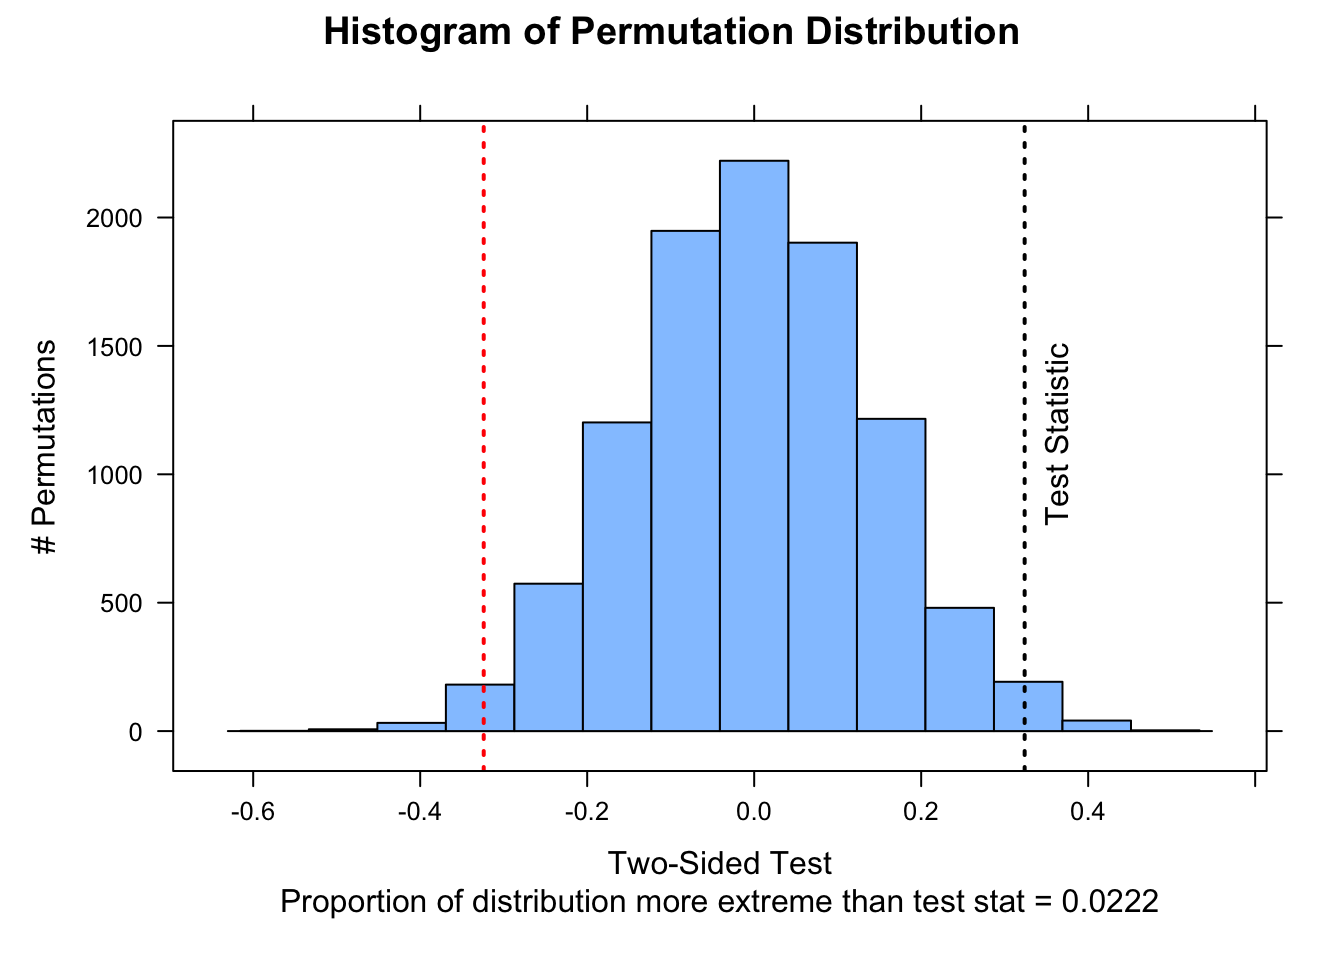 Histogram of Permutation Distribution
2000
1500
1000
500
0
# Permutations
Test Statistic
-0.6
-0.4
-0.2
0.0
0.2
0.4
Two-Sided Test
Proportion of distribution more extreme than test stat = 0.0222